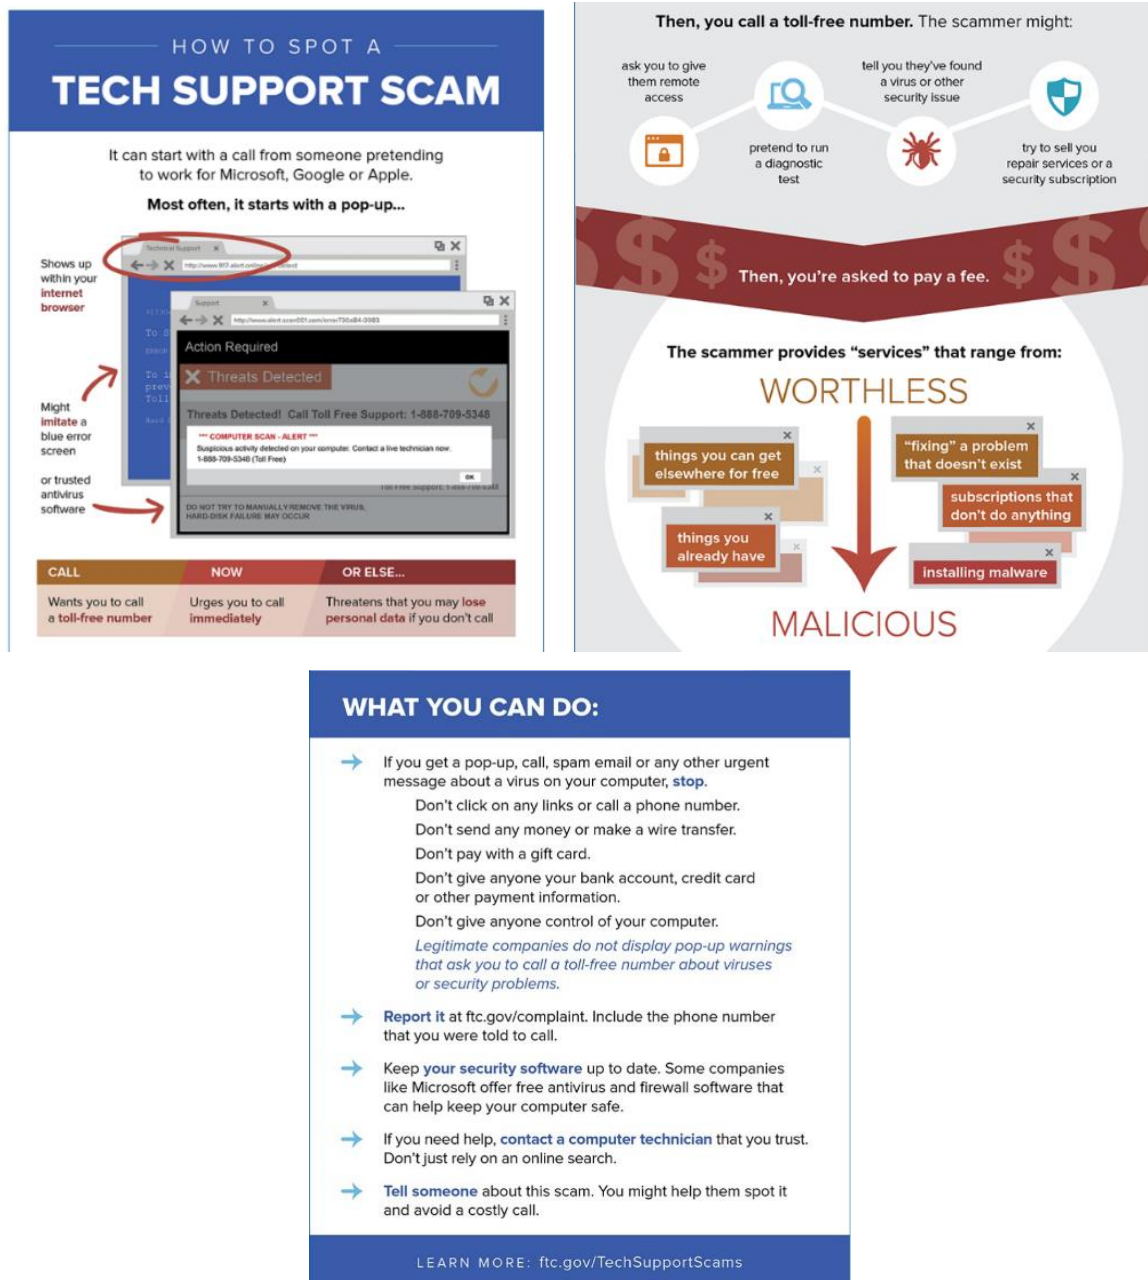 HOW TO SPOT A
TECH SUPPORT SCAM
It can start with a call from someone pretending
to work for Microsoft, Google or Apple.
Most often, it starts with a pop-up...
Shows up
within your
internet
browser
Technical Support
Might
imitate a
blue error
screen
or trusted
antivirus
software
Support
Action Required
Threats Detected
Threats Detected! Call Toll Free Support: 1-888-709-5348
*** COMPUTER SCAN - ALERT ***
Suspicious activity detected on your computer. Contact a live technician now.
1-888-709-5348 (Toll Free)
OK
DO NOT TRY TO MANUALLY REMOVE THE VIRUS,
HARD-DISK FAILURE MAY OCCUR
CALL
Wants you to call
a toll-free number
NOW
Urges you to call
immediately
OR ELSE...
Threatens that you may lose
personal data if you don't call
Then, you call a toll-free number. The scammer might:
ask you to give
them remote
access
pretend to run
a diagnostic
test
tell you they've found
a virus or other
security issue
try to sell you
repair services or a
security subscription
Then, you're asked to pay a fee.
The scammer provides “services” that range from:
WORTHLESS
things you can get
elsewhere for free
“fixing” a problem
that doesn't exist
subscriptions that
don't do anything
things you
already have
installing malware
MALICIOUS
WHAT YOU CAN DO:
If you get a pop-up, call, spam email or any other urgent
message about a virus on your computer, stop.
Don't click on any links or call a phone number.
Don't send any money or make a wire transfer.
Don't pay with a gift card.
Don't give anyone your bank account, credit card
or other payment information.
Don't give anyone control of your computer.
Legitimate companies do not display pop-up warnings
that ask you to call a toll-free number about viruses
or security problems.
Report it at ftc.gov/complaint. Include the phone number
that you were told to call.
Keep your security software up to date. Some companies
like Microsoft offer free antivirus and firewall software that
can help keep your computer safe.
If you need help, contact a computer technician that you trust.
Don't just rely on an online search.
Tell someone about this scam. You might help them spot it
and avoid a costly call.
LEARN MORE: ftc.gov/TechSupportScams